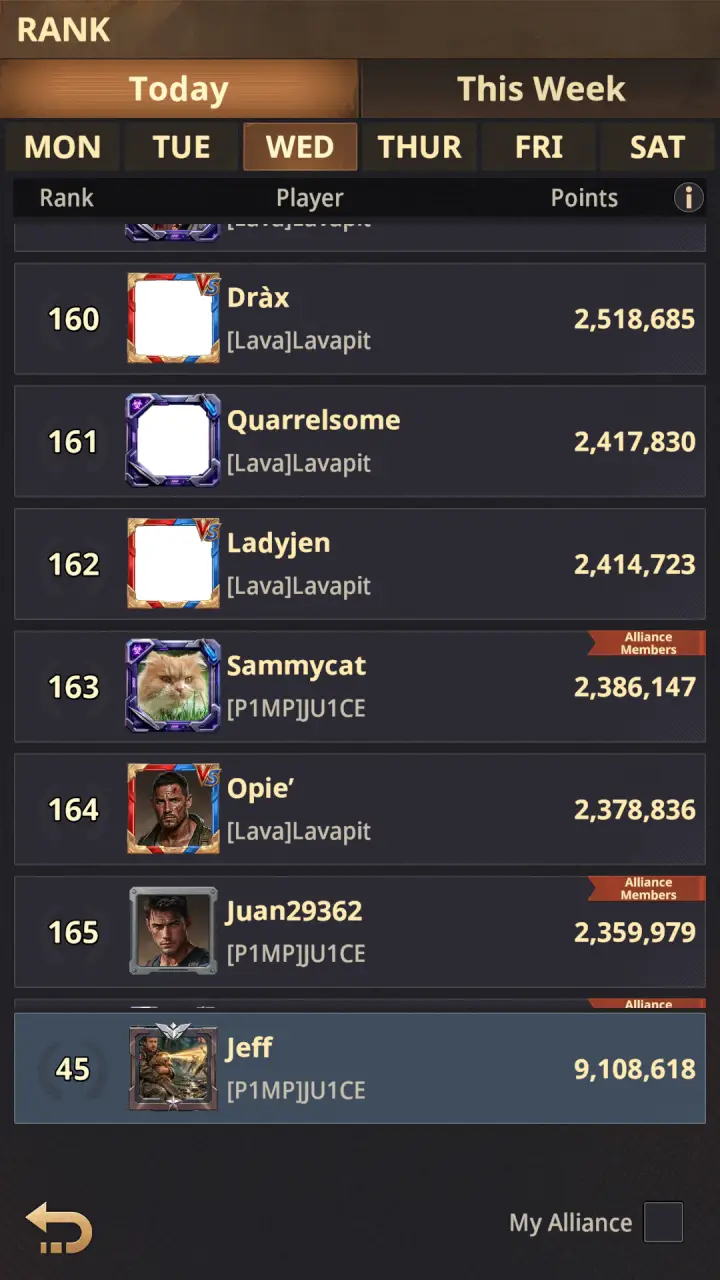 RANK
Today This Week
MON TUE WED THUR FRI SAT
Rank Player Points
[Lava]Lavapit
160 Dràx 2,518,685
[Lava]Lavapit
161 Quarrelsome 2,417,830
[Lava]Lavapit
162 Ladyjen 2,414,723
[Lava]Lavapit
Alliance
Members
163 Sammycat 2,386,147
[P1MP]JU1CE
164 Opie’ 2,378,836
[Lava]Lavapit
Alliance
Members
165 Juan29362 2,359,979
[P1MP]JU1CE
Alliance
45 Jeff 9,108,618
[P1MP]JU1CE
My Alliance